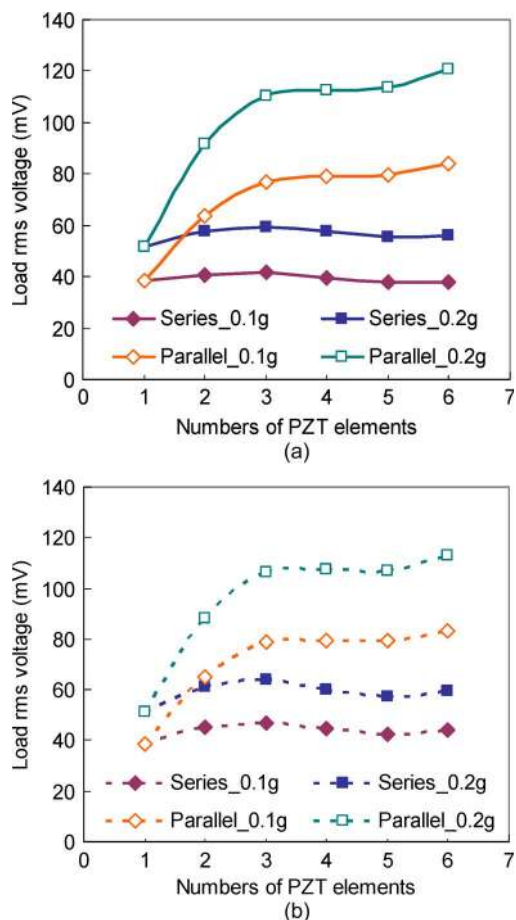 140
120
100
80
60
40
20
0
Load rms voltage (mV)
Series_0.1g
Series_0.2g
Parallel_0.1g
Parallel_0.2g
0 1 2 3 4 5 6 7
Numbers of PZT elements
(a)
140
120
100
80
60
40
20
0
Load rms voltage (mV)
Series_0.1g
Series_0.2g
Parallel_0.1g
Parallel_0.2g
0 1 2 3 4 5 6 7
Numbers of PZT elements
(b)